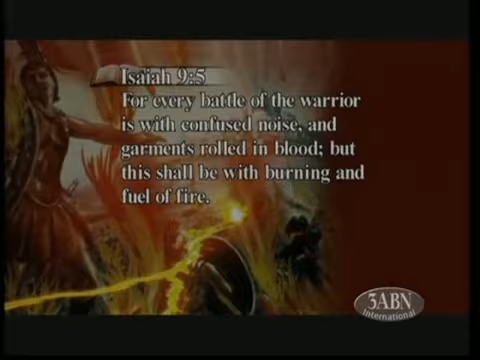 Isaiah 9:5
For every battle of the warrior
is with confused noise, and
garments rolled in blood; but
this shall be with burning and
fuel of fire.
3ABN
International